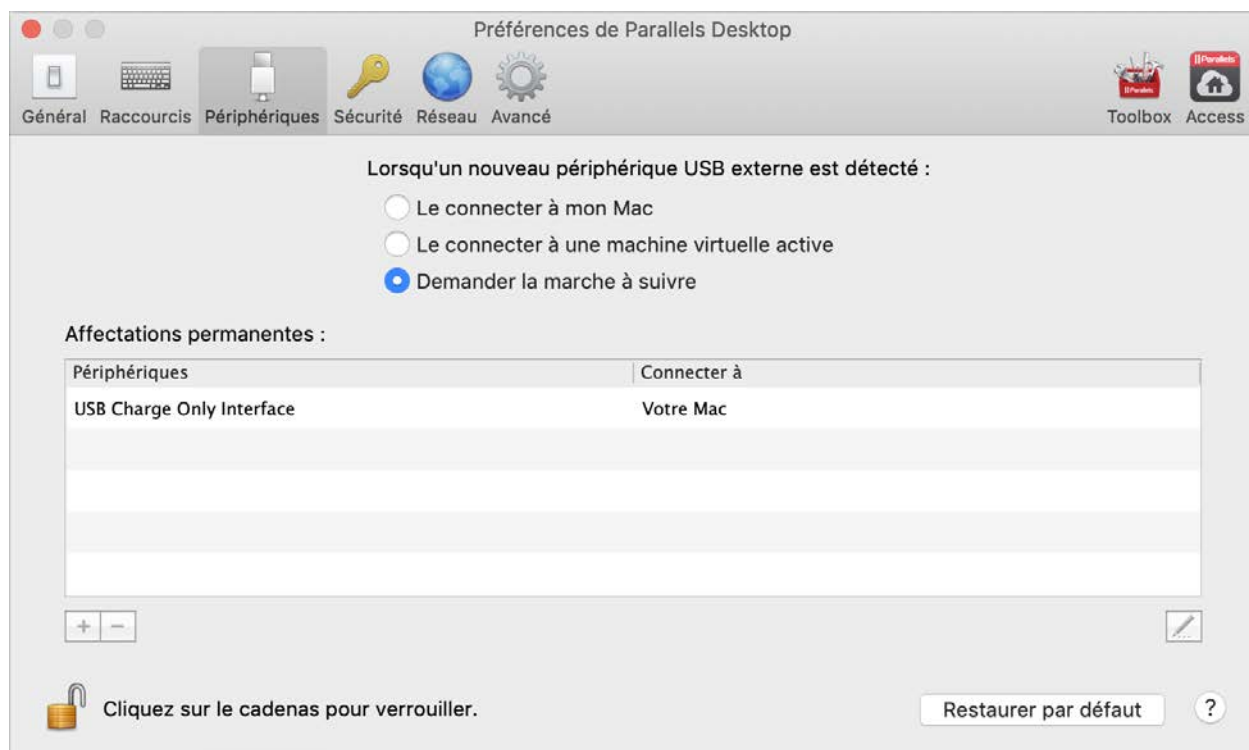 Préférences de Parallels Desktop
Général Raccourcis Périphériques Sécurité Réseau Avancé Toolbox Access
Lorsqu'un nouveau périphérique USB externe est détecté :
Le connecter à mon Mac
Le connecter à une machine virtuelle active
Demander la marche à suivre
Affectations permanentes :
Périphériques Connecter à
USB Charge Only Interface Votre Mac
Cliquez sur le cadenas pour verrouiller.
Restaurer par défaut ?